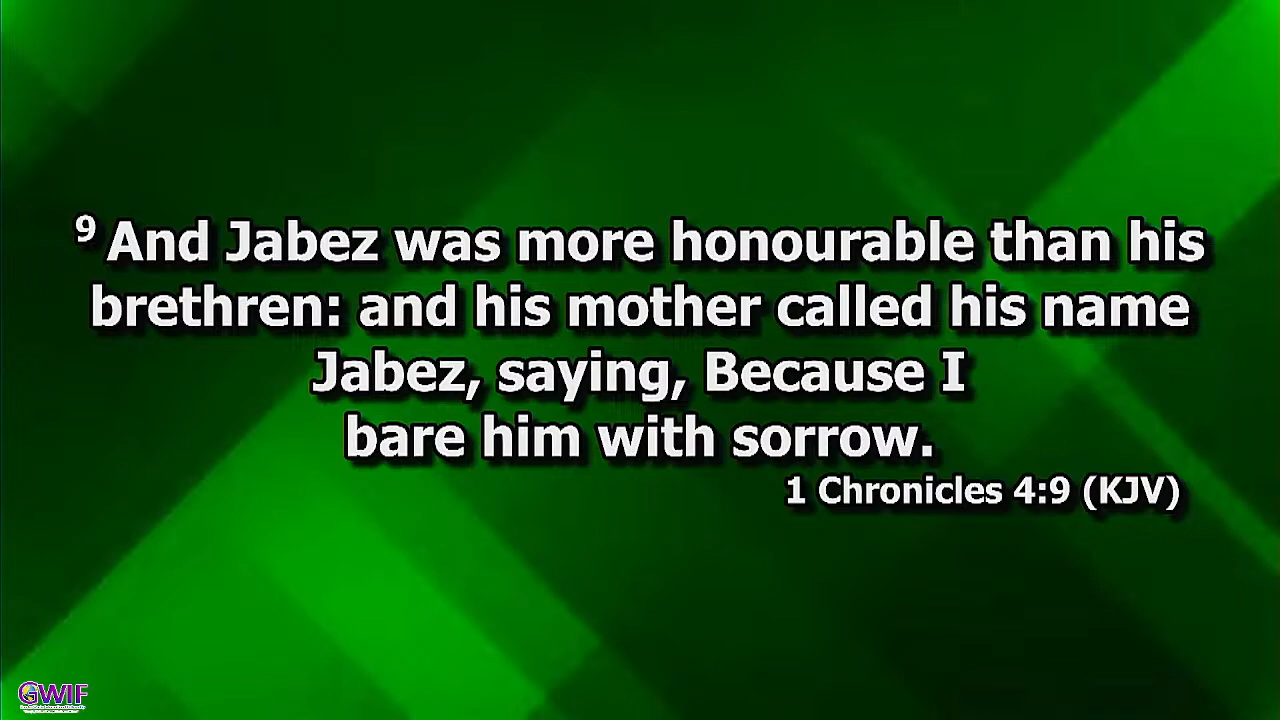 ⁹ And Jabez was more honourable than his
brethren: and his mother called his name
Jabez, saying, Because I
bare him with sorrow.
1 Chronicles 4:9 (KJV)
GWIF